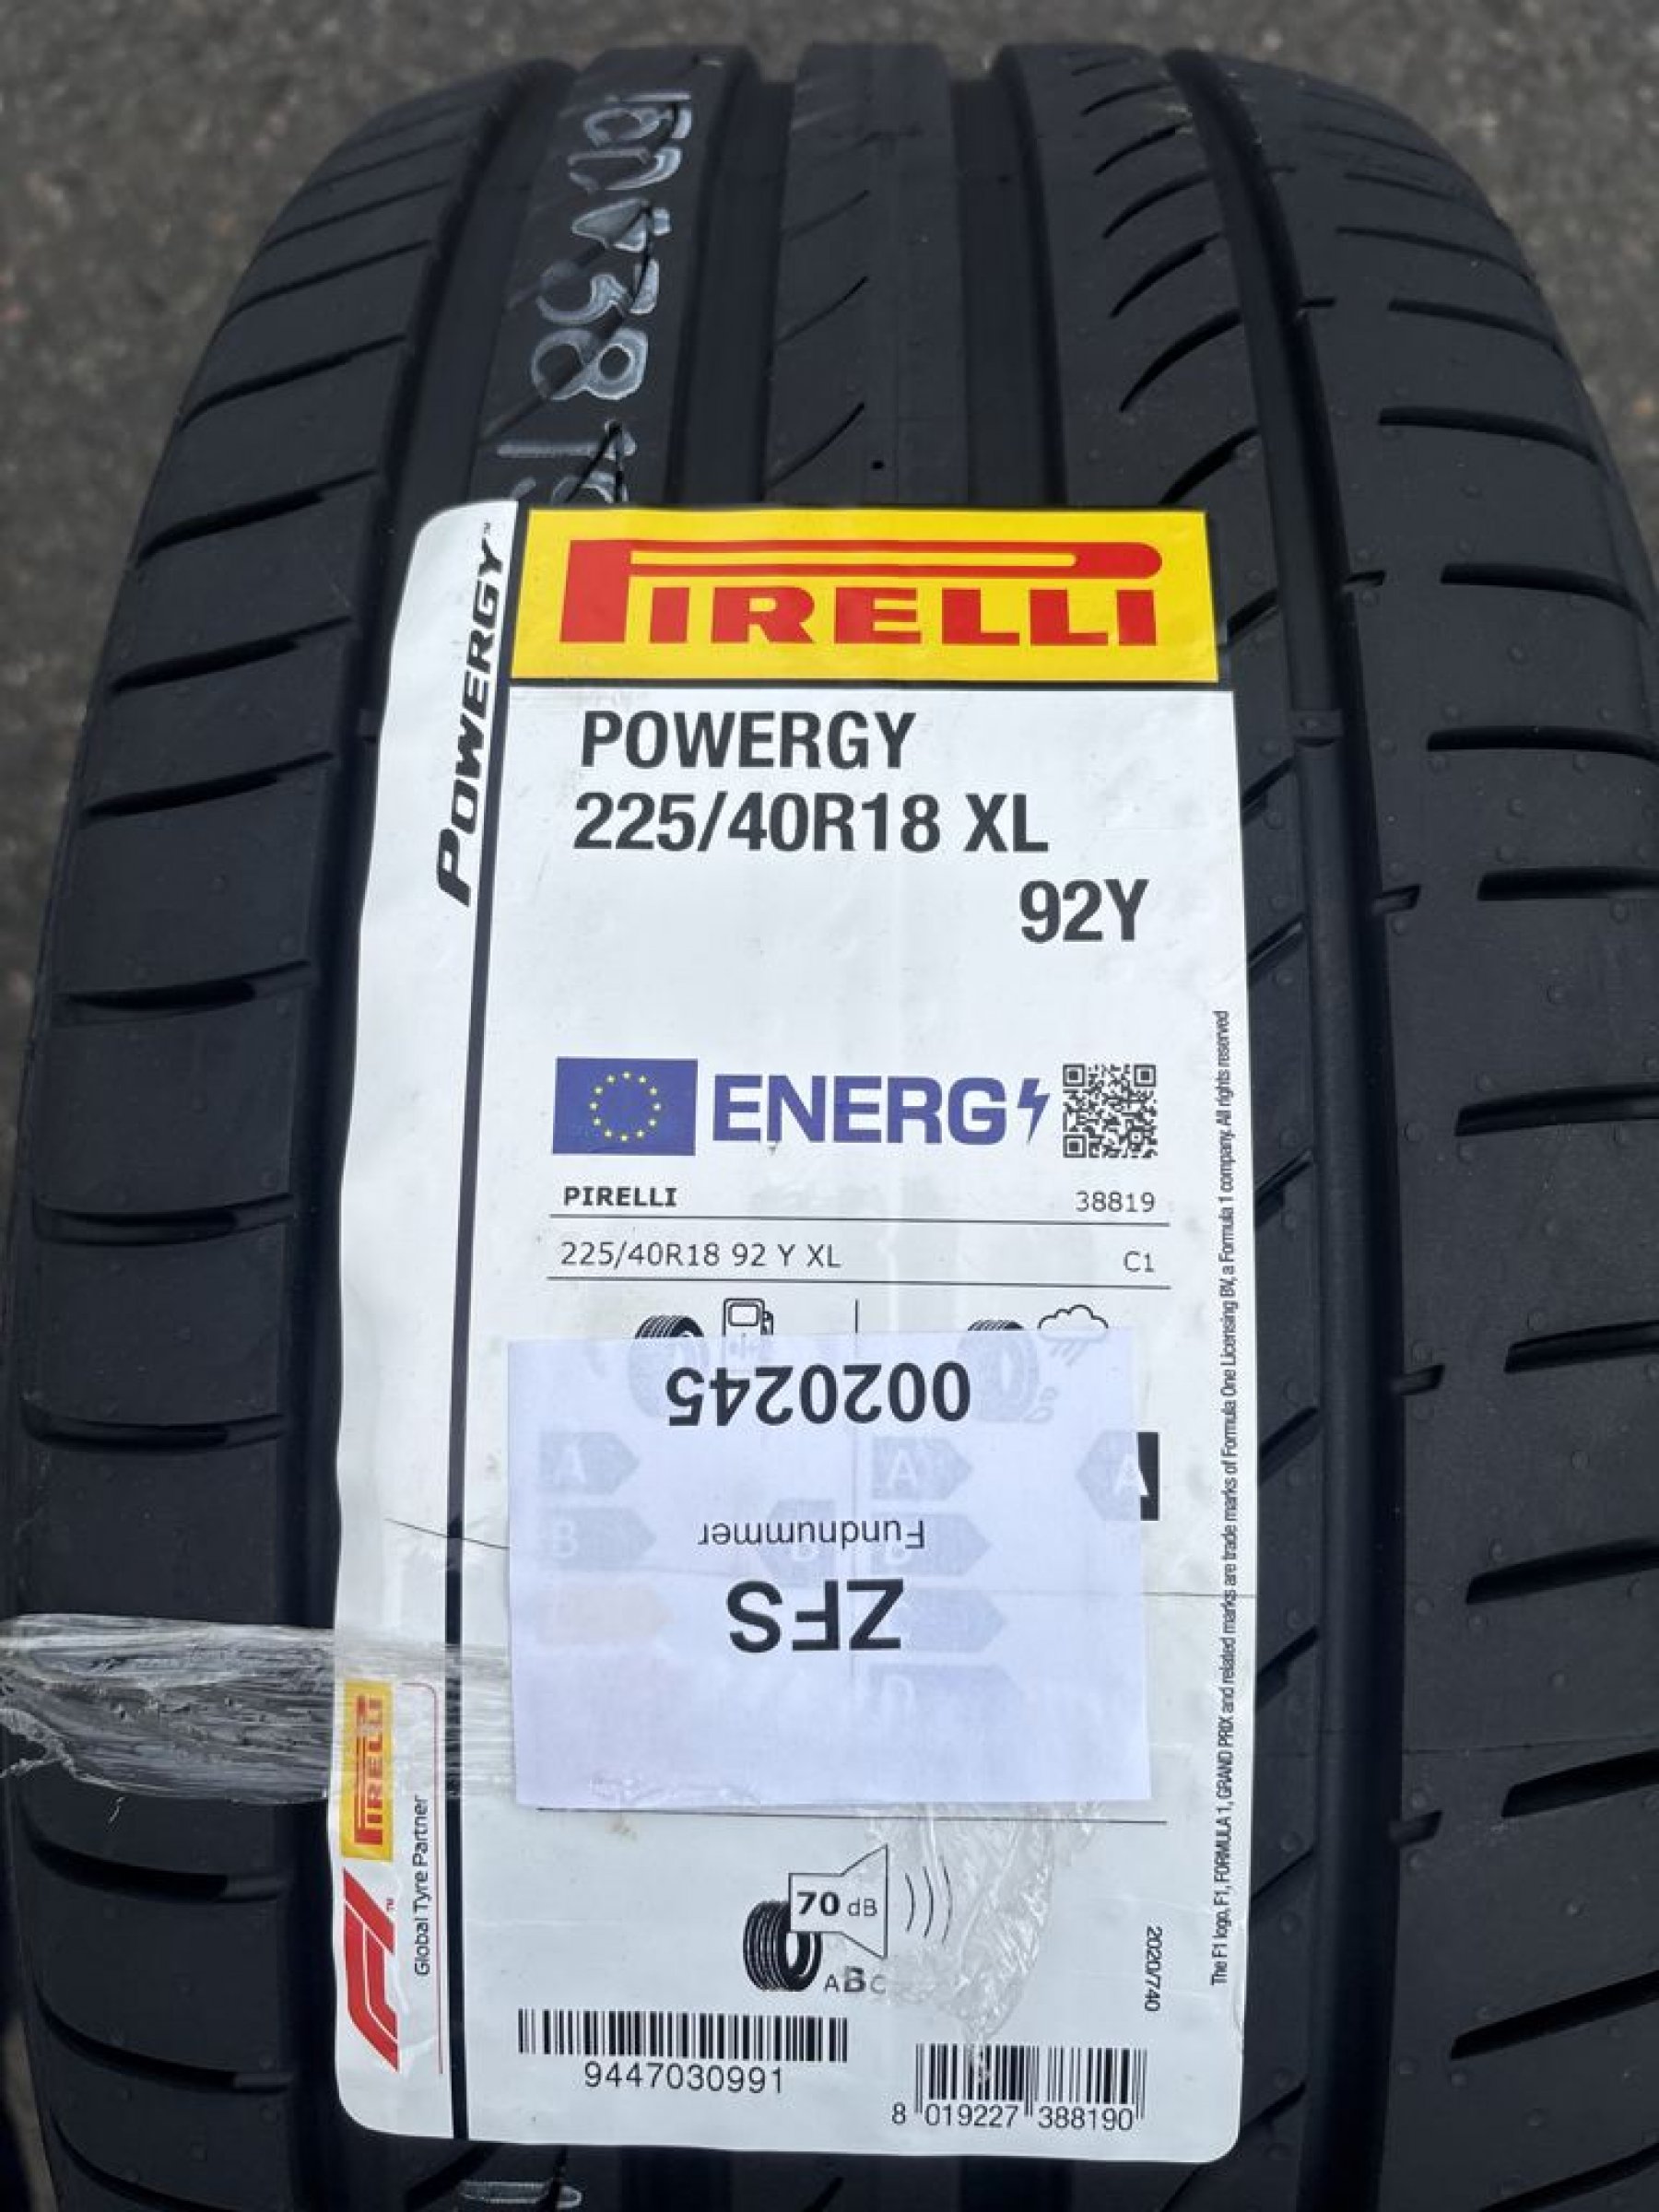 POWERGY™
PIRELLI
POWERGY
225/40R18 XL
92Y
ENERG
PIRELLI
38819
225/40R18 92 Y XL
C1
0020245
Fundnummer
ZFS
A
B
A
B
D
A
B
70 dB
ABC
2020/740
9447030991
8 019227 388190
PIRELLI
F1™
Global Tyre Partner
The F1 logo, F1, FORMULA 1, GRAND PRIX and related marks are trade marks of Formula One Licensing BV, a Formula 1 company. All rights reserved